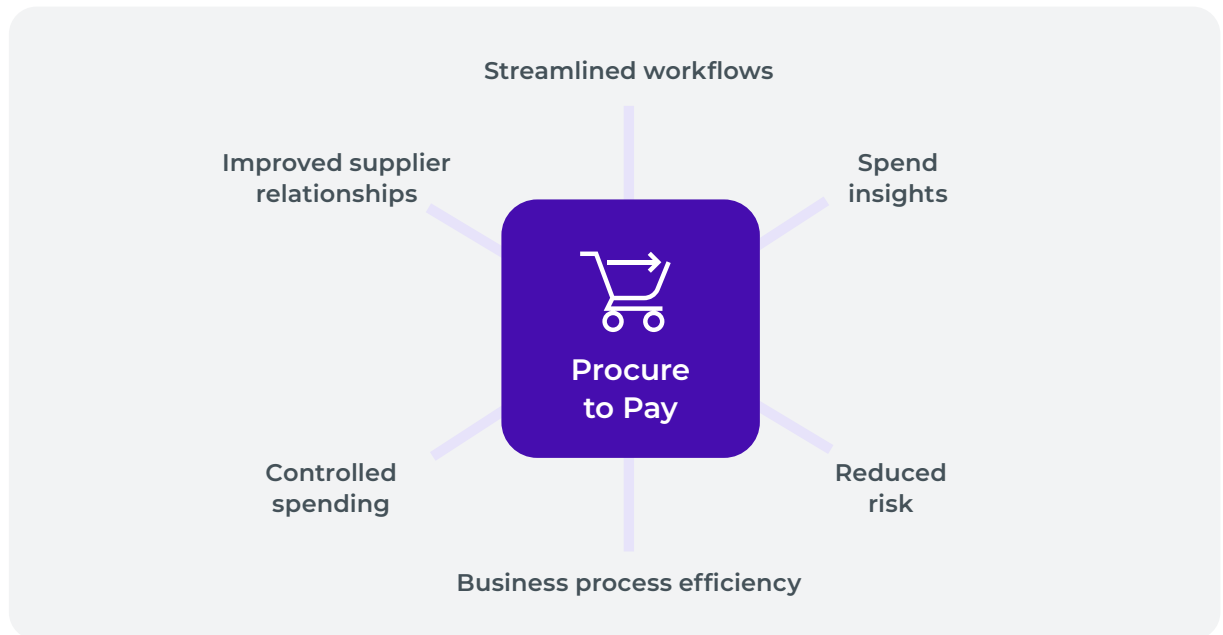 Streamlined workflows
Improved supplier
relationships
Spend
insights
Procure
to Pay
Controlled
spending
Reduced
risk
Business process efficiency